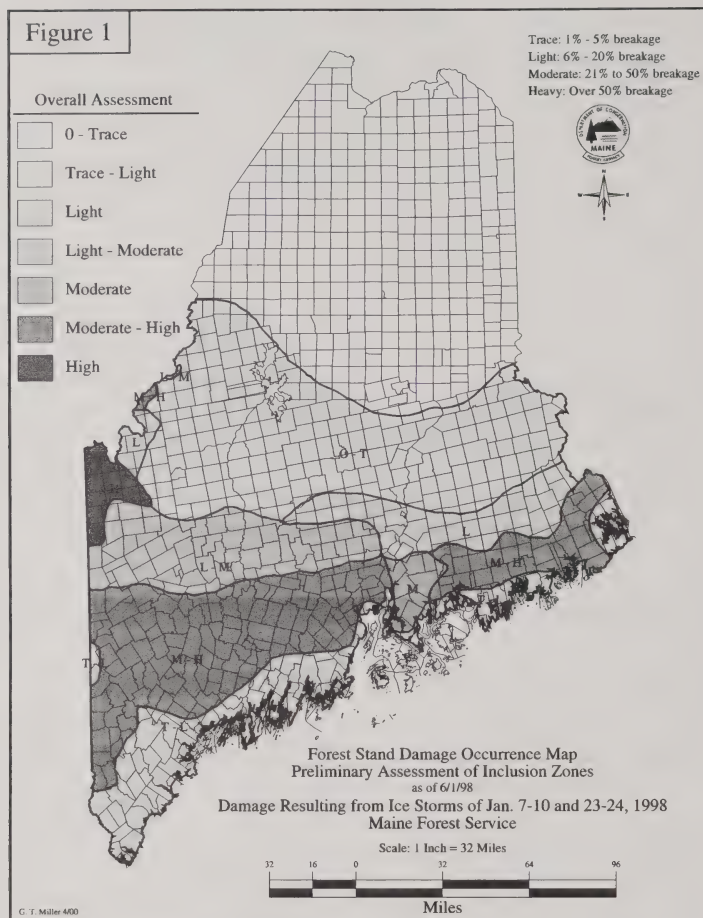 Figure 1
Trace: 1% - 5% breakage
Light: 6% - 20% breakage
Moderate: 21% to 50% breakage
Heavy: Over 50% breakage
Overall Assessment
0 - Trace
Trace - Light
Light
Light - Moderate
Moderate
Moderate - High
High
DEPARTMENT OF CONSERVATION
MAINE
N
W
E
S
L - M
M - H
L
O - T
L
L - M
M - H
M
M - H
Forest Stand Damage Occurrence Map
Preliminary Assessment of Inclusion Zones
as of 6/1/98
Damage Resulting from Ice Storms of Jan. 7-10 and 23-24, 1998
Maine Forest Service
Scale: 1 Inch = 32 Miles
32 16 0 32 64 96
Miles
G. T. Miller 4/00